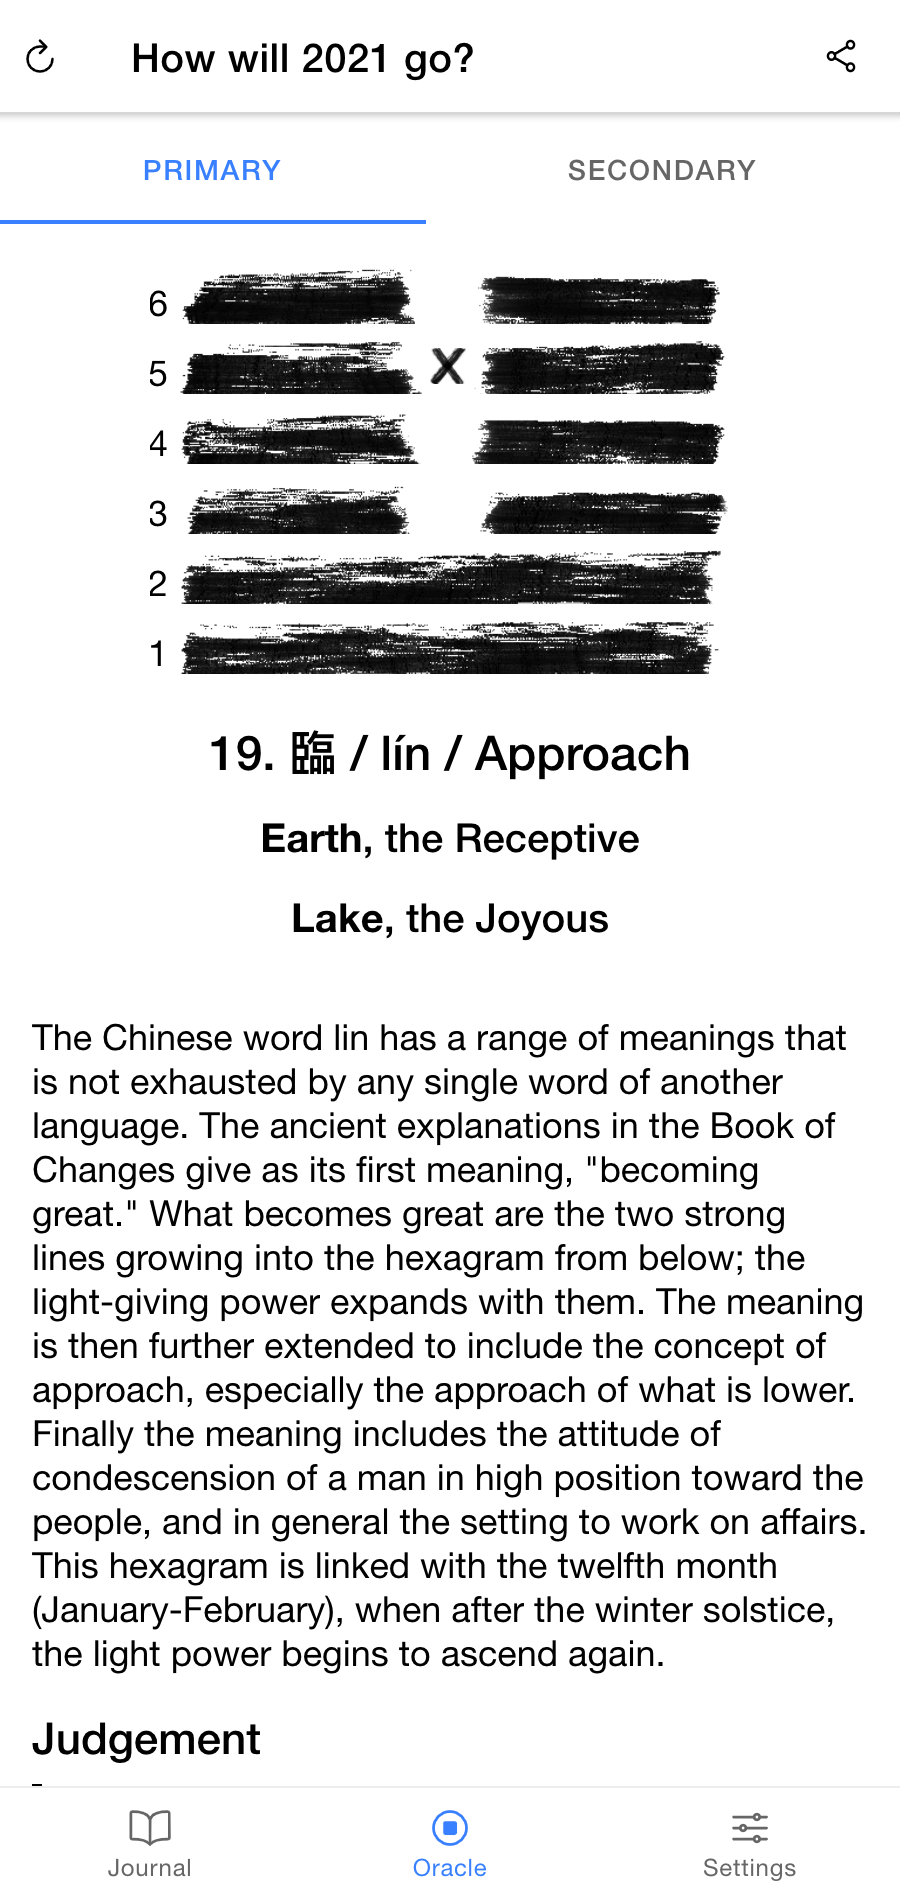 How will 2021 go?
PRIMARY
SECONDARY
6
5 X
4
3
2
1
19. 臨 / lín / Approach
Earth, the Receptive
Lake, the Joyous
The Chinese word lin has a range of meanings that
is not exhausted by any single word of another
language. The ancient explanations in the Book of
Changes give as its first meaning, "becoming
great." What becomes great are the two strong
lines growing into the hexagram from below; the
light-giving power expands with them. The meaning
is then further extended to include the concept of
approach, especially the approach of what is lower.
Finally the meaning includes the attitude of
condescension of a man in high position toward the
people, and in general the setting to work on affairs.
This hexagram is linked with the twelfth month
(January-February), when after the winter solstice,
the light power begins to ascend again.
Judgement
Journal
Oracle
Settings